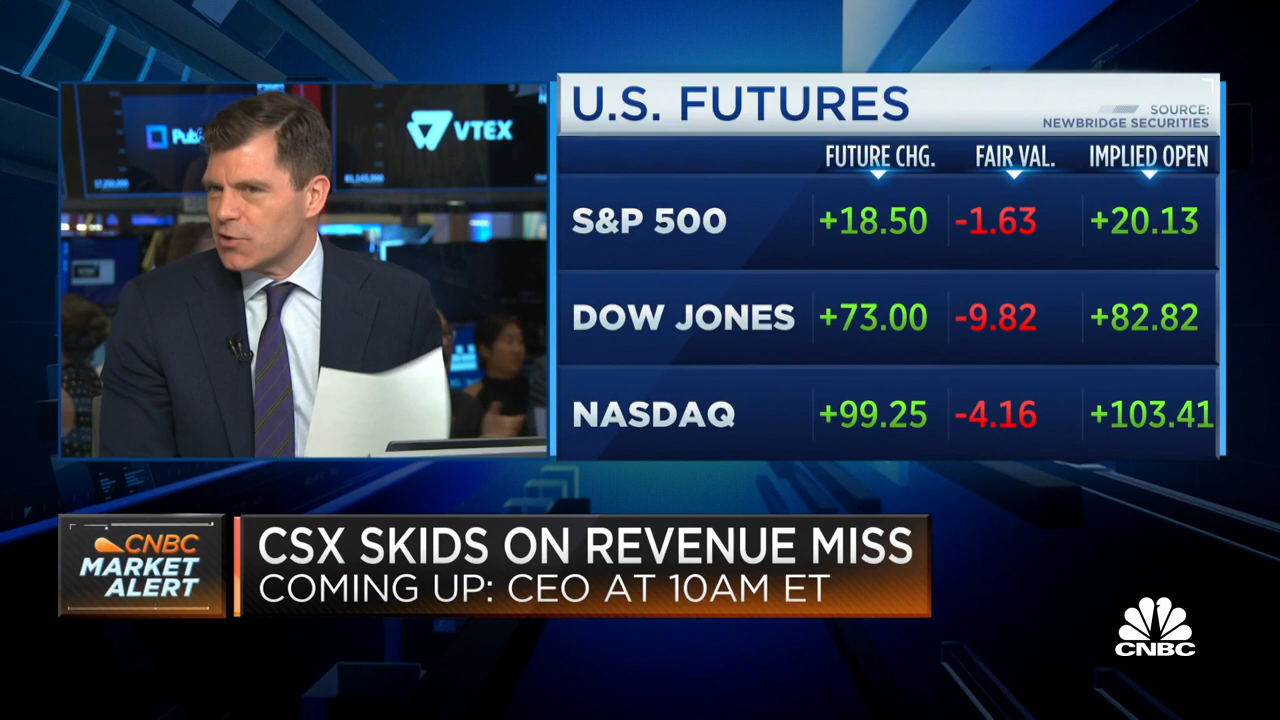 U.S. FUTURES
SOURCE:
NEWBRIDGE SECURITIES
FUTURE CHG. FAIR VAL. IMPLIED OPEN
S&P 500 +18.50 -1.63 +20.13
DOW JONES +73.00 -9.82 +82.82
NASDAQ +99.25 -4.16 +103.41
VTEX
CNBC
MARKET
ALERT
CSX SKIDS ON REVENUE MISS
COMING UP: CEO AT 10AM ET
CNBC